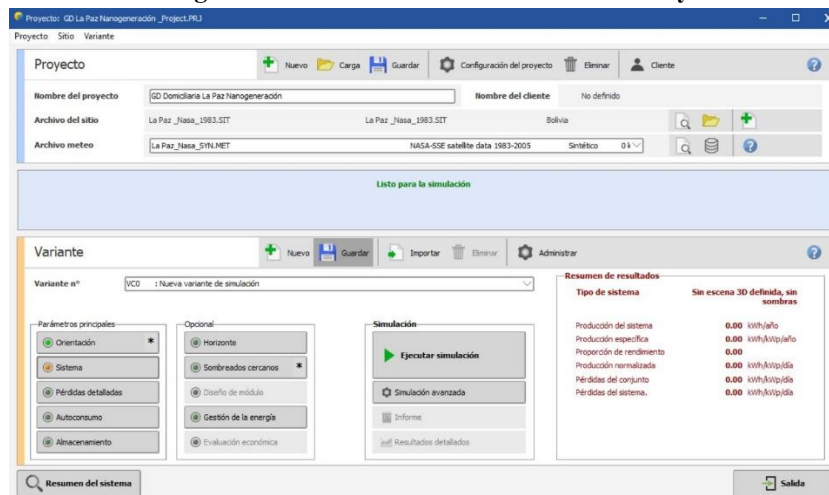 Proyecto: GD La Paz Nanogeneración _Project.PRJ
Proyecto Sitio Variante
Proyecto Nuevo Carga Guardar Configuración del proyecto Eliminar Cliente
Nombre del proyecto GD Domiciliaria La Paz Nanogeneración Nombre del cliente No definido
Archivo del sitio La Paz _Nasa_1983.SIT La Paz _Nasa_1983.SIT Bolivia
Archivo meteo La Paz_Nasa_SYN.MET NASA-SSE satellite data 1983-2005 Sintético
Listo para la simulación
Variante Nuevo Guardar Importar Eliminar Administrar
Variante nº VC0 : Nueva variante de simulación
Resumen de resultados
Tipo de sistema Sin escena 3D definida, sin sombras
Producción del sistema 0.00 kWh/año
Producción específica 0.00 kWh/kWp/año
Proporción de rendimiento 0.00
Producción normalizada 0.00 kWh/kWp/día
Pérdidas del conjunto 0.00 kWh/kWp/día
Pérdidas del sistema. 0.00 kWh/kWp/día
Parámetros principales
Orientación *
Sistema
Pérdidas detalladas
Autoconsumo
Almacenamiento
Opcional
Horizonte
Sombreados cercanos *
Diseño de módulo
Gestión de la energía
Evaluación económica
Simulación
Ejecutar simulación
Simulación avanzada
Informe
Resultados detallados
Resumen del sistema
Salida